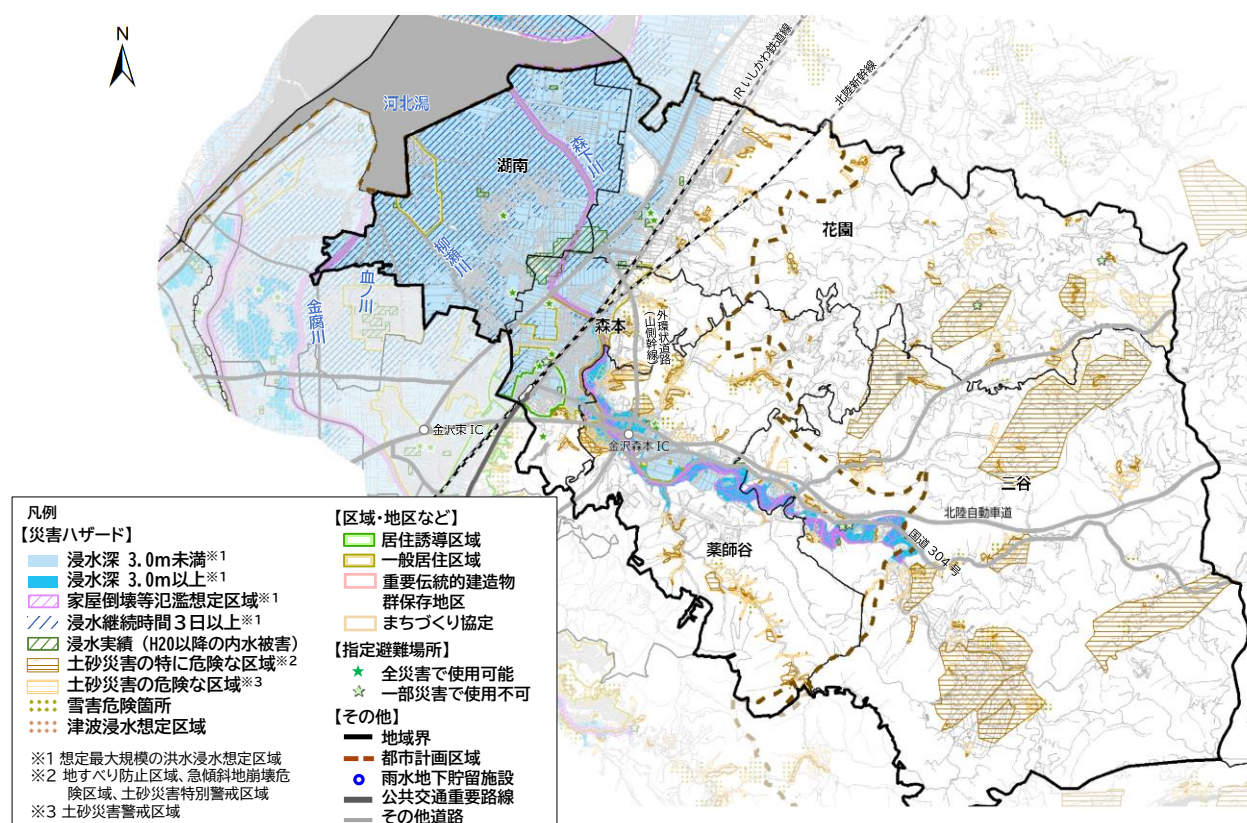 N
IRいしかわ鉄道線
北陸新幹線
河北潟
湖南
森下川
花園
柳瀬川
血ノ川
金腐川
森本
外環状道路
(山側幹線)
金沢東IC
金沢森本IC
三谷
北陸自動車道
国道304号
薬師谷
凡例
【災害ハザード】
浸水深 3.0m未満※1
浸水深 3.0m以上※1
家屋倒壊等氾濫想定区域※1
浸水継続時間3日以上※1
浸水実績(H20以降の内水被害)
土砂災害の特に危険な区域※2
土砂災害の危険な区域※3
雪害危険箇所
津波浸水想定区域
※1 想定最大規模の洪水浸水想定区域
※2 地すべり防止区域、急傾斜地崩壊危
険区域、土砂災害特別警戒区域
※3 土砂災害警戒区域
【区域・地区など】
居住誘導区域
一般居住区域
重要伝統的建造物
群保存地区
まちづくり協定
【指定避難場所】
全災害で使用可能
一部災害で使用不可
【その他】
地域界
都市計画区域
雨水地下貯留施設
公共交通重要路線
その他道路